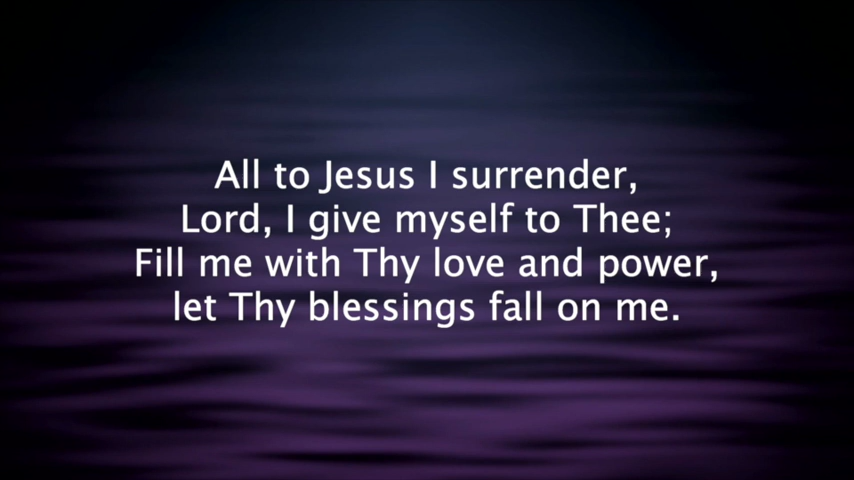 All to Jesus I surrender,
Lord, I give myself to Thee;
Fill me with Thy love and power,
let Thy blessings fall on me.